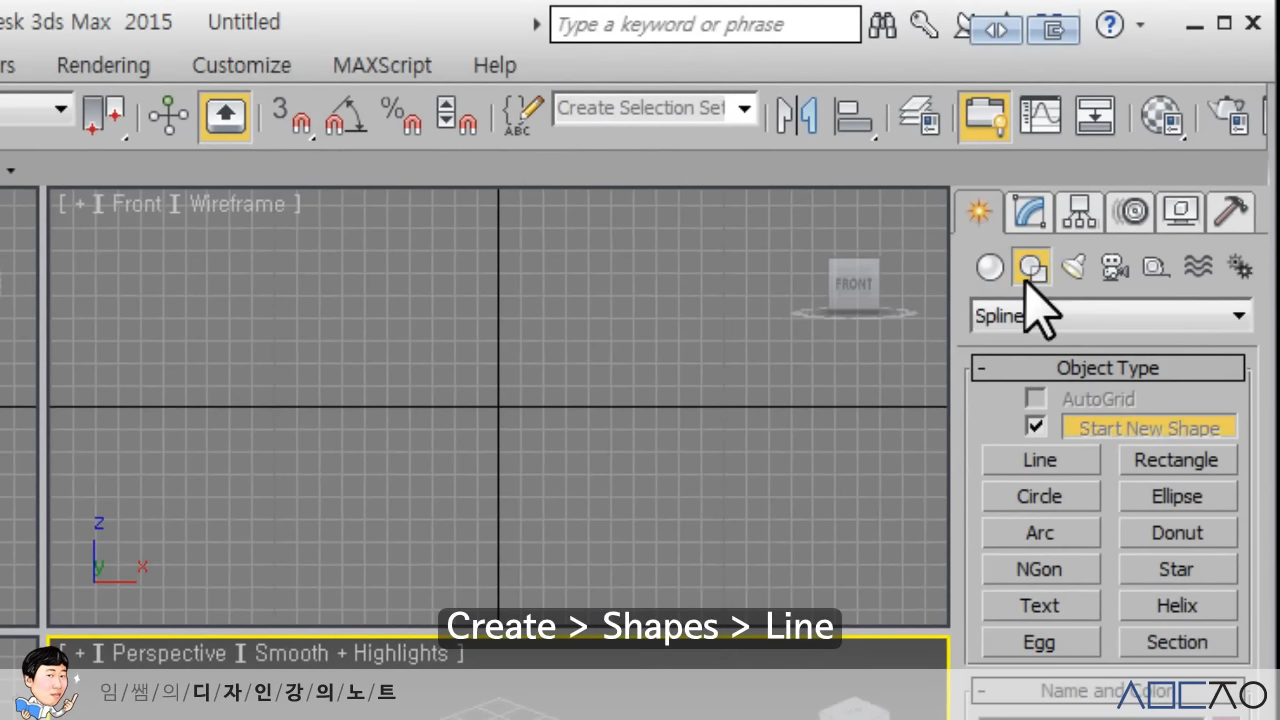 esk 3ds Max 2015 Untitled
Type a keyword or phrase
rs Rendering Customize MAXScript Help
3 % ABC Create Selection Set
[ + ] [ Front ] [ Wireframe ]
FRONT
Spline
- Object Type
AutoGrid
Start New Shape
Line Rectangle
Circle Ellipse
Arc Donut
NGon Star
Text Helix
Egg Section
z
y x
Create > Shapes > Line
[ + ] [ Perspective ] [ Smooth + Highlights ]
임/쌤/의/디/자/인/강/의/노/트
- Name and Color